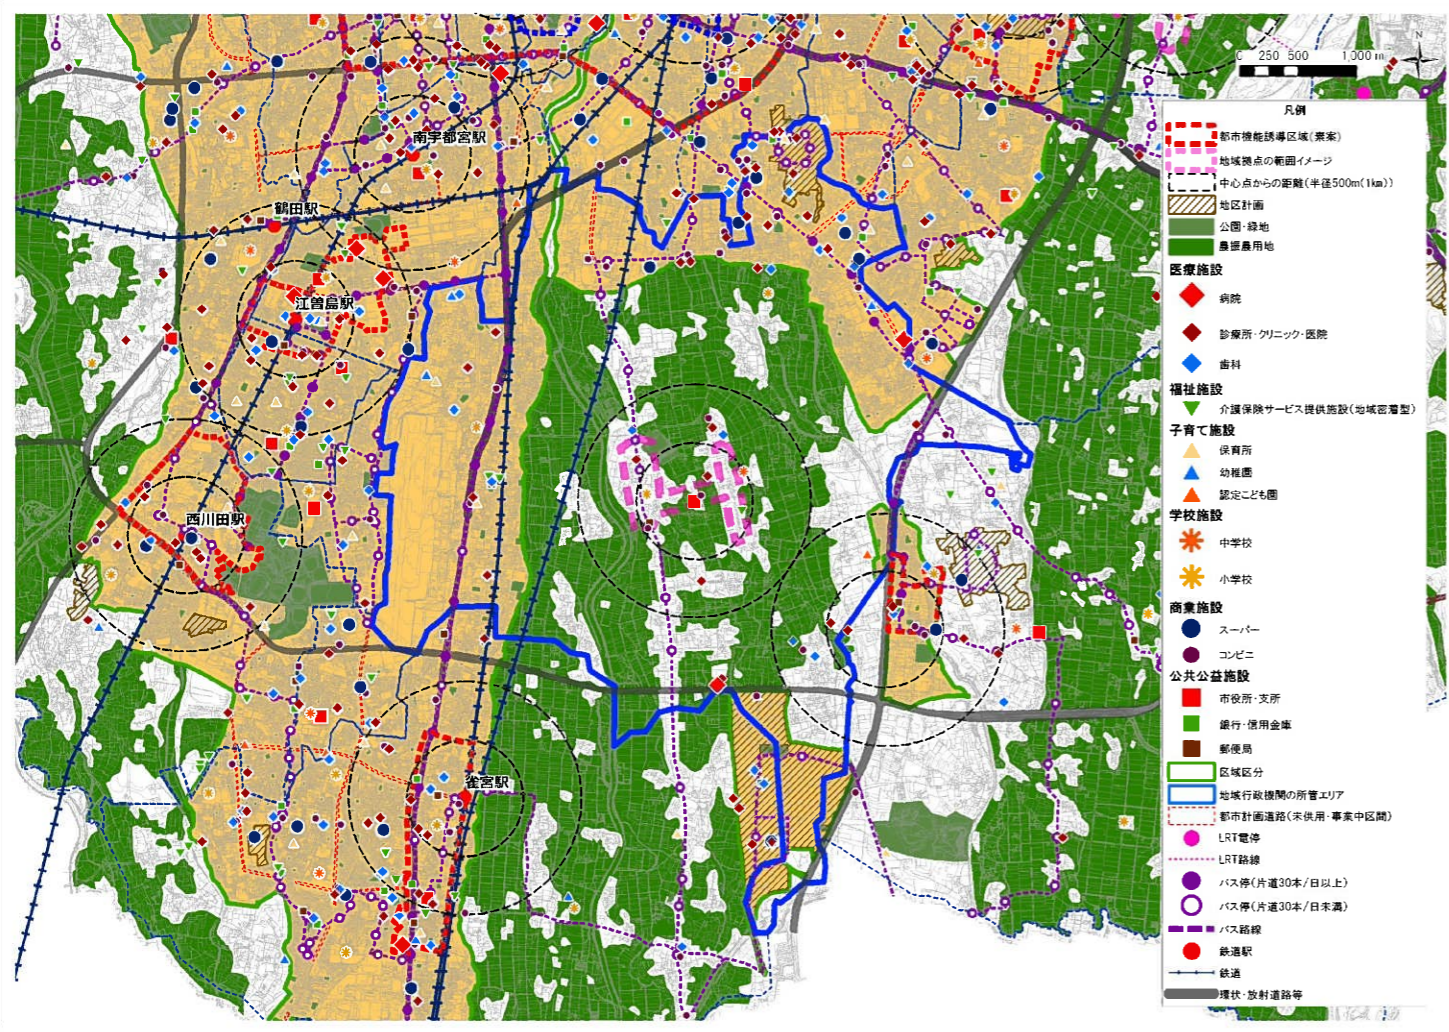 N
0 250 500 1,000 m
凡例
都市機能誘導区域(素案)
地域拠点の範囲イメージ
中心点からの距離(半径500m(1km))
地区計画
公園・緑地
農振農用地
医療施設
病院
診療所・クリニック・医院
歯科
福祉施設
介護保険サービス提供施設(地域密着型)
子育て施設
保育所
幼稚園
認定こども園
学校施設
中学校
小学校
商業施設
スーパー
コンビニ
公共公益施設
市役所・支所
銀行・信用金庫
郵便局
区域区分
地域行政機関の所管エリア
都市計画道路(未供用・事業中区間)
LRT電停
LRT路線
バス停(片道30本/日以上)
バス停(片道30本/日未満)
バス路線
鉄道駅
鉄道
環状・放射道路等
南宇都宮駅
鶴田駅
江曽島駅
西川田駅
雀宮駅